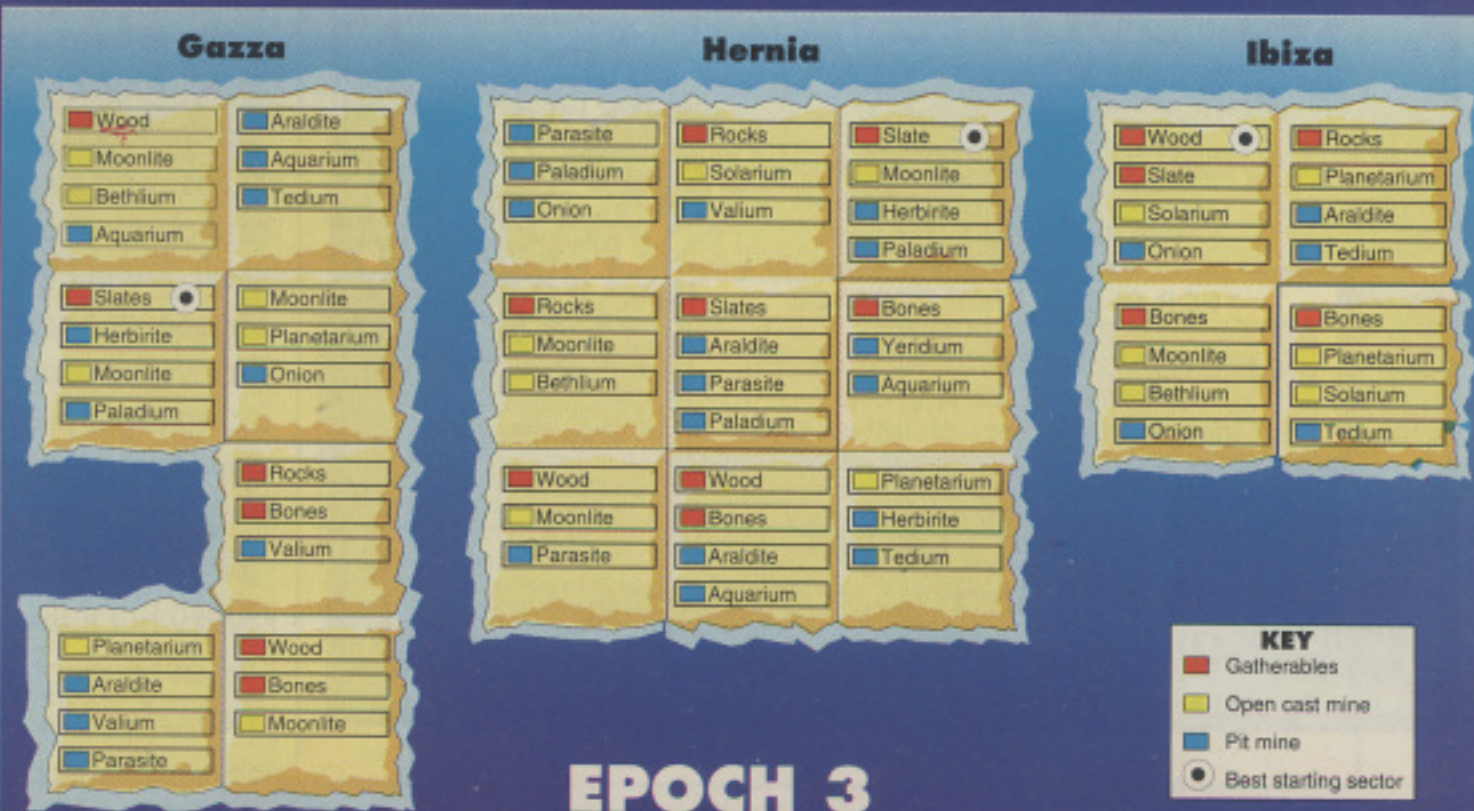 Gazza
Wood
Moonlite
Bethlium
Aquarium
Araldite
Aquarium
Tedium
Slates
Herbirite
Moonlite
Paladium
Moonlite
Planetarium
Onion
Rocks
Bones
Valium
Planetarium
Araldite
Valium
Parasite
Wood
Bones
Moonlite
Hernia
Parasite
Paladium
Onion
Rocks
Solarium
Valium
Slate
Moonlite
Herbirite
Paladium
Rocks
Moonlite
Bethlium
Slates
Araldite
Parasite
Paladium
Bones
Yeridium
Aquarium
Wood
Moonlite
Parasite
Wood
Bones
Araldite
Aquarium
Planetarium
Herbirite
Tedium
Ibiza
Wood
Slate
Solarium
Onion
Rocks
Planetarium
Araldite
Tedium
Bones
Moonlite
Bethlium
Onion
Bones
Planetarium
Solarium
Tedium
KEY
Gatherables
Open cast mine
Pit mine
Best starting sector
EPOCH 3